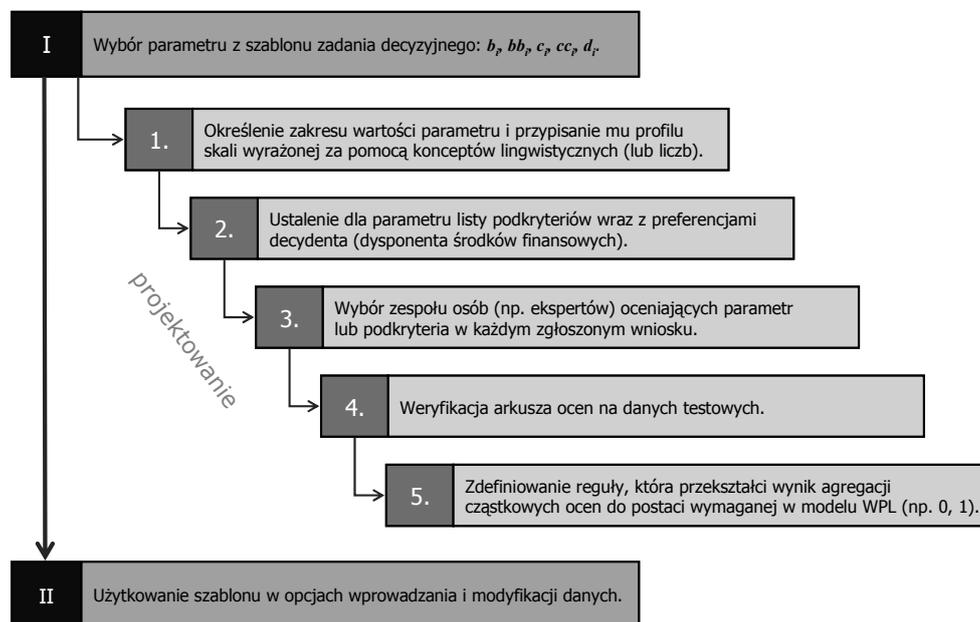 I
Wybór parametru z szablonu zadania decyzyjnego: bᵢ, bbᵢ, cᵢ, ccᵢ, dᵢ.
1.
Określenie zakresu wartości parametru i przypisanie mu profilu
skali wyrażonej za pomocą konceptów lingwistycznych (lub liczb).
2.
Ustalenie dla parametru listy podkryteriów wraz z preferencjami
decydenta (dysponenta środków finansowych).
projektowanie
3.
Wybór zespołu osób (np. ekspertów) oceniających parametr
lub podkryteria w każdym zgłoszonym wniosku.
4.
Weryfikacja arkusza ocen na danych testowych.
5.
Zdefiniowanie reguły, która przekształci wynik agregacji
cząstkowych ocen do postaci wymaganej w modelu WPL (np. 0, 1).
II
Użytkowanie szablonu w opcjach wprowadzania i modyfikacji danych.